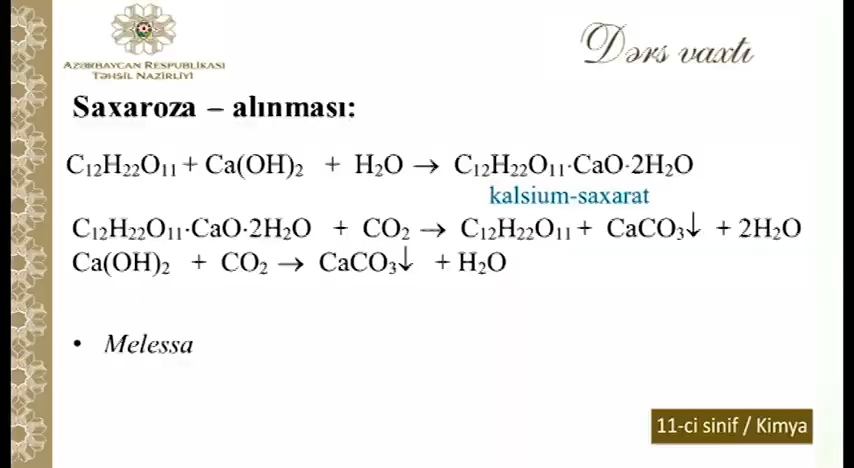 AZƏRBAYCAN RESPUBLİKASI
TƏHSİL NAZİRLİYİ
Dərs vaxtı
Saxaroza – alınması:
C₁₂H₂₂O₁₁ + Ca(OH)₂ + H₂O → C₁₂H₂₂O₁₁·CaO·2H₂O
kalsium-saxarat
C₁₂H₂₂O₁₁·CaO·2H₂O + CO₂ → C₁₂H₂₂O₁₁ + CaCO₃↓ + 2H₂O
Ca(OH)₂ + CO₂ → CaCO₃↓ + H₂O
• Melessa
11-ci sinif / Kimya